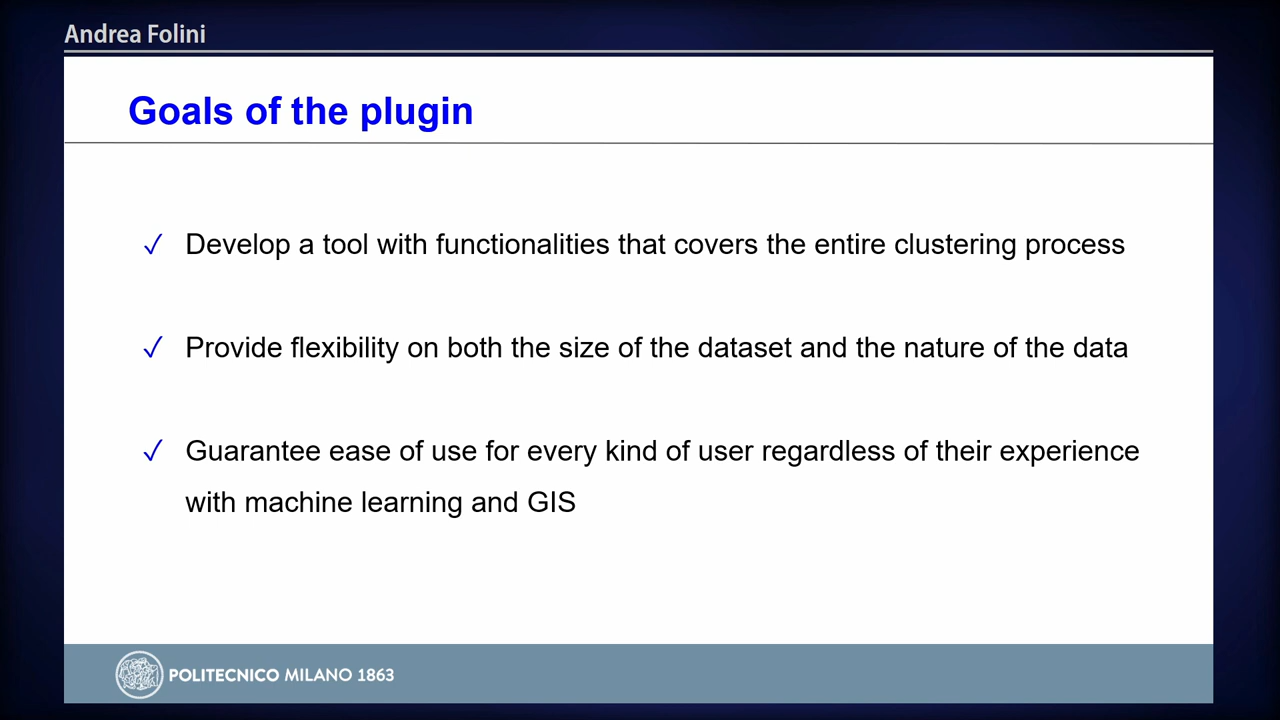 Andrea Folini
Goals of the plugin
✓ Develop a tool with functionalities that covers the entire clustering process
✓ Provide flexibility on both the size of the dataset and the nature of the data
✓ Guarantee ease of use for every kind of user regardless of their experience
with machine learning and GIS
POLITECNICO MILANO 1863